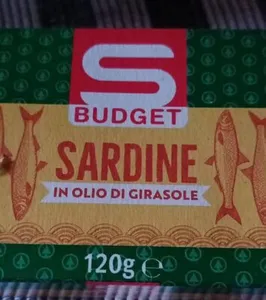 S
BUDGET
SARDINE
IN OLIO DI GIRASOLE
120g ℮